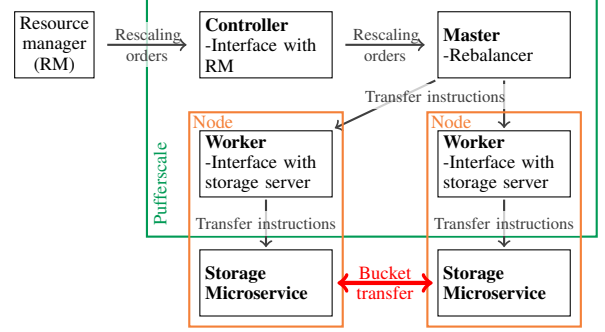 Resource
manager
(RM)
Rescaling
orders
Controller
-Interface with
RM
Rescaling
orders
Master
-Rebalancer
Transfer instructions
Node
Node
Worker
-Interface with
storage server
Worker
-Interface with
storage server
Pufferscale
Transfer instructions
Transfer instructions
Storage
Microservice
Bucket
transfer
Storage
Microservice